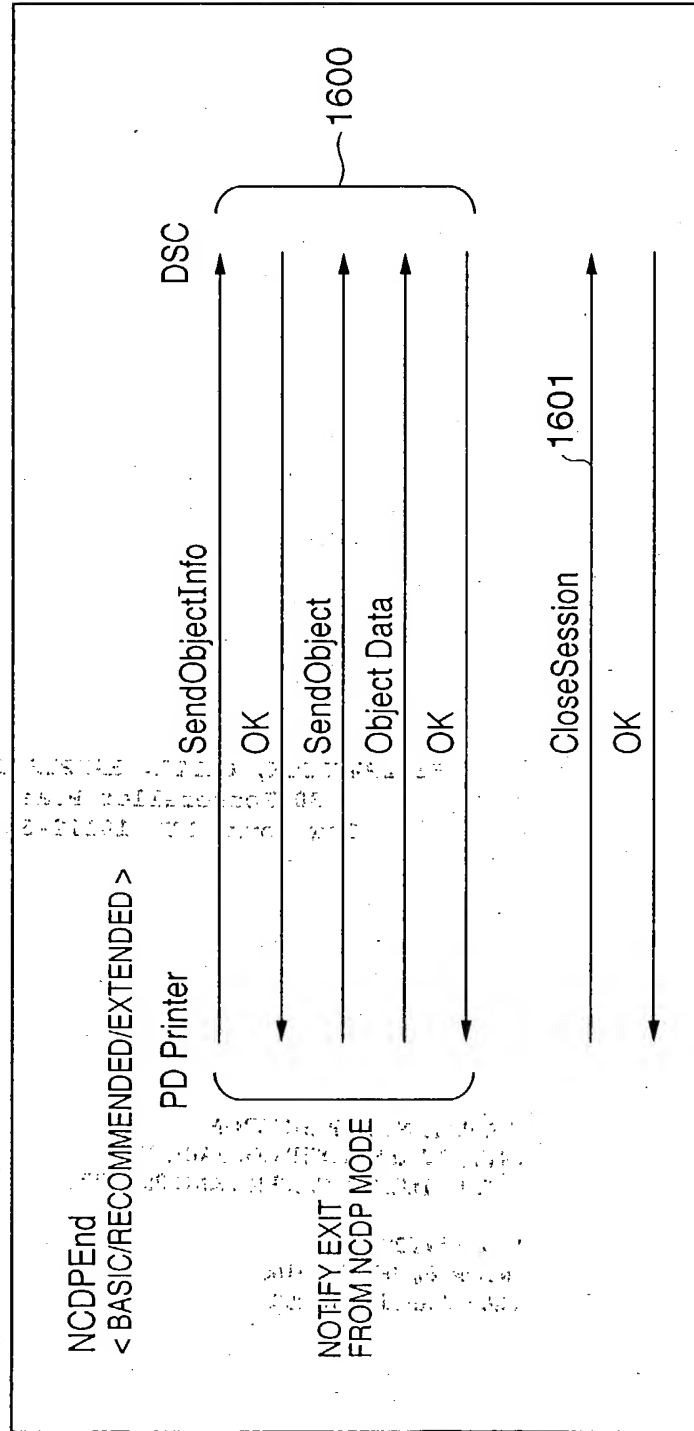 NCDPEnd
< BASIC/RECOMMENDED/EXTENDED >
PD Printer
DSC
SendObjectInfo
OK
SendObject
Object Data
OK
NOTIFY EXIT
FROM NCDP MODE
1600
CloseSession
1601
OK